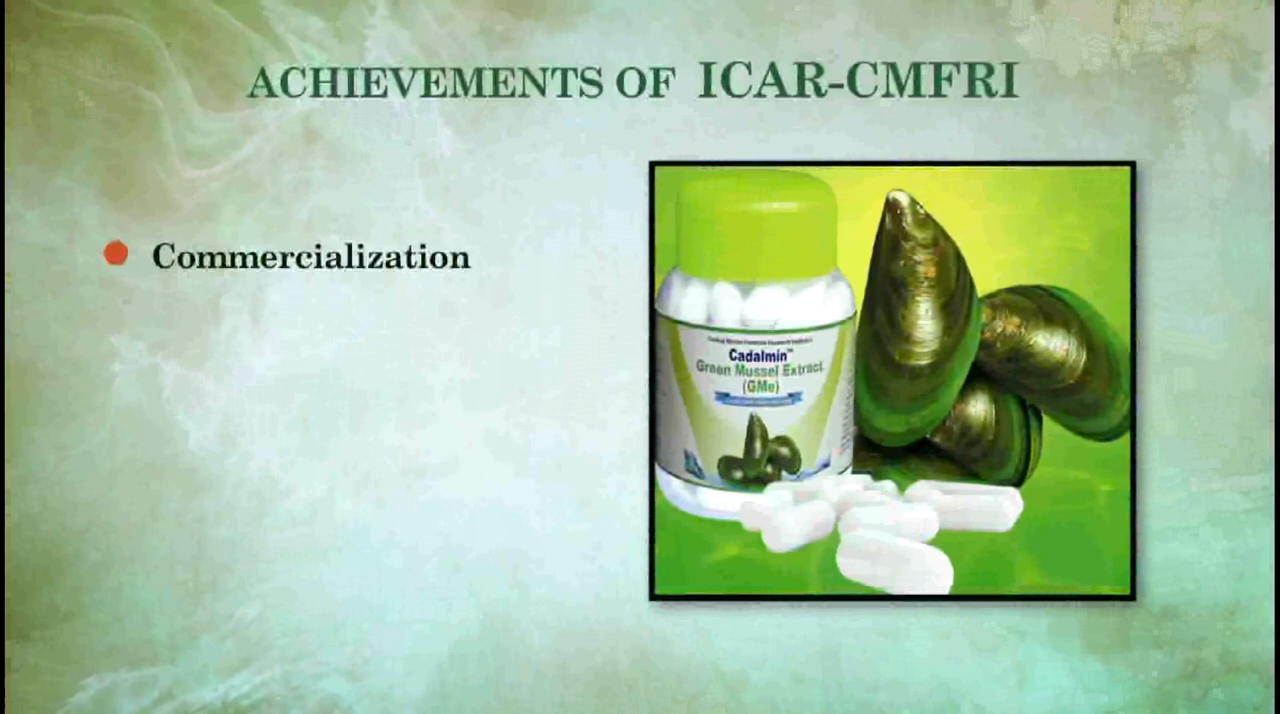 ACHIEVEMENTS OF ICAR-CMFRI
Commercialization
Cadalmin™
Green Mussel Extract
(GMe)